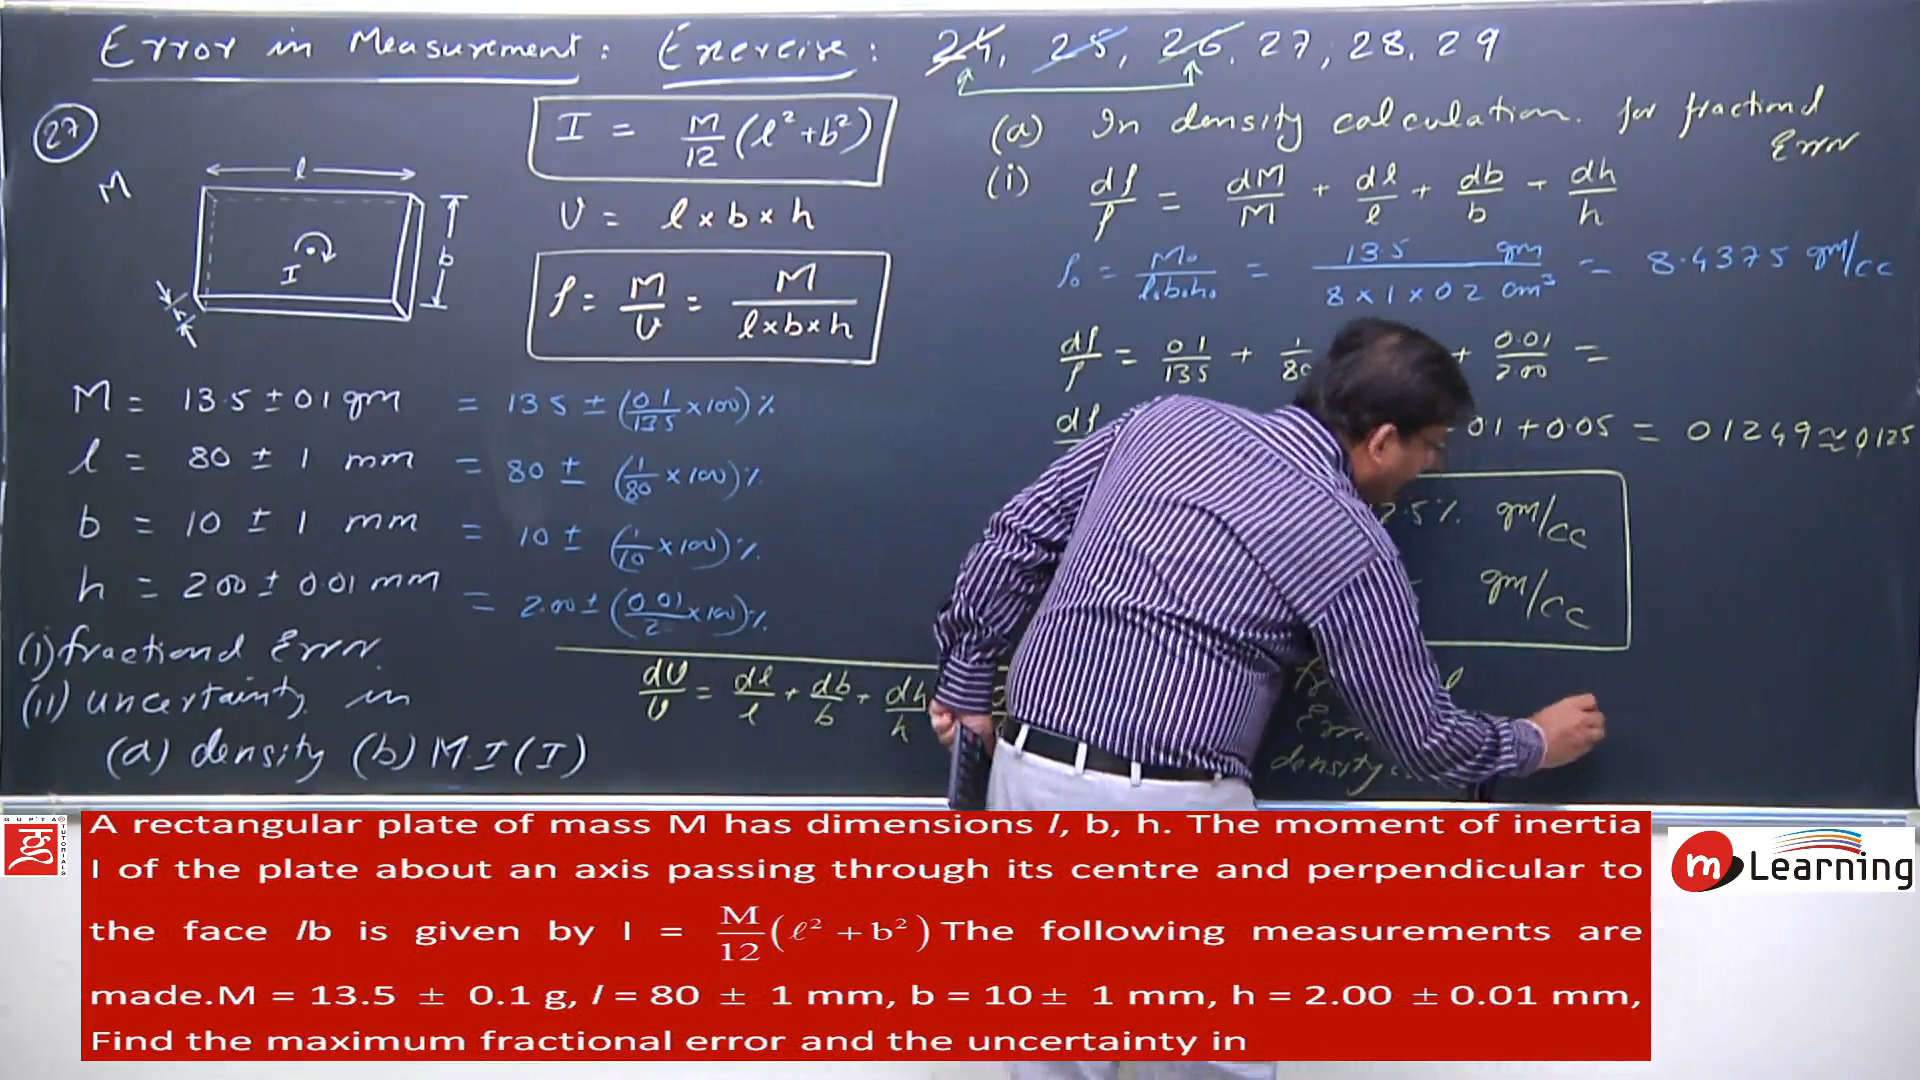 Error in Measurement : Exercise : 24, 25, 26, 27, 28, 29
27
M
l
b
h
I
I = M/12 (l² + b²)
V = l × b × h
ρ = M/V = M/(l × b × h)
M = 13.5 ± 0.1 gm = 13.5 ± (0.1/13.5 × 100) %
l = 80 ± 1 mm = 80 ± (1/80 × 100) %
b = 10 ± 1 mm = 10 ± (1/10 × 100) %
h = 2.00 ± 0.01 mm = 2.00 ± (0.01/2 × 100) %
(i) fractional Error.
(ii) uncertainty in
(a) density (b) M.I (I)
dV/V = dl/l + db/b + dh/h
(a) In density calculation. for fractional Error
(i) dρ/ρ = dM/M + dl/l + db/b + dh/h
ρ₀ = M₀/l₀b₀h₀ = 13.5 gm / 8 × 1 × 0.2 cm³ = 8.4375 gm/cc
dρ/ρ = 0.1/13.5 + 1/80 + 0.01/2.00 =
0.1 + 0.05 = 0.1249 ≈ 0.125
2.5% gm/cc
gm/cc
density
GUPTA TUTORIALS
A rectangular plate of mass M has dimensions l, b, h. The moment of inertia
I of the plate about an axis passing through its centre and perpendicular to
the face lb is given by I = M/12 (ℓ² + b²) The following measurements are
made.M = 13.5 ± 0.1 g, l = 80 ± 1 mm, b = 10 ± 1 mm, h = 2.00 ± 0.01 mm,
Find the maximum fractional error and the uncertainty in
m Learning